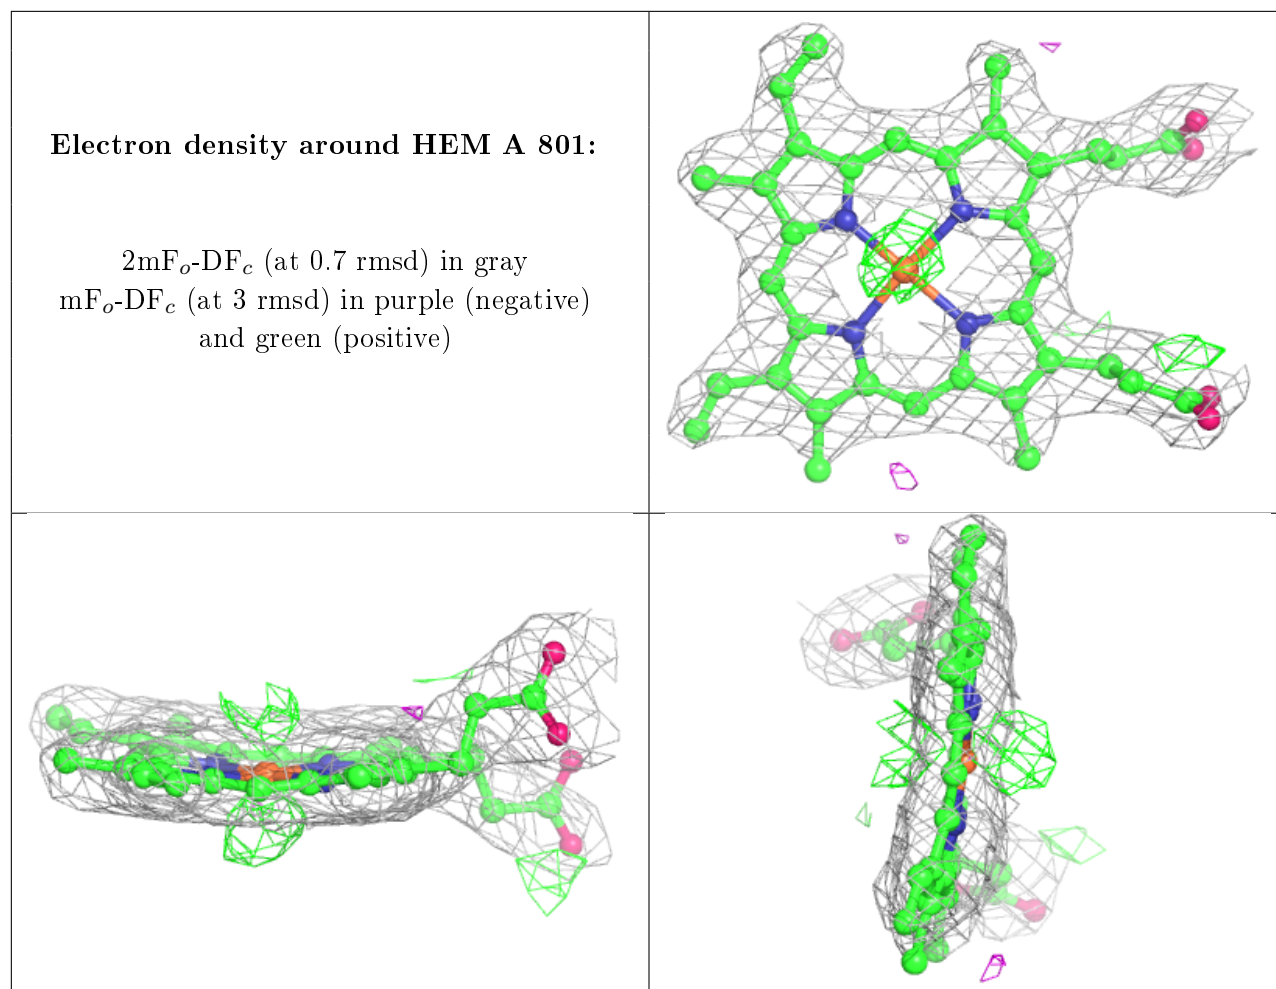 Electron density around HEM A 801:
2mFo-DFc (at 0.7 rmsd) in gray
mFo-DFc (at 3 rmsd) in purple (negative)
and green (positive)